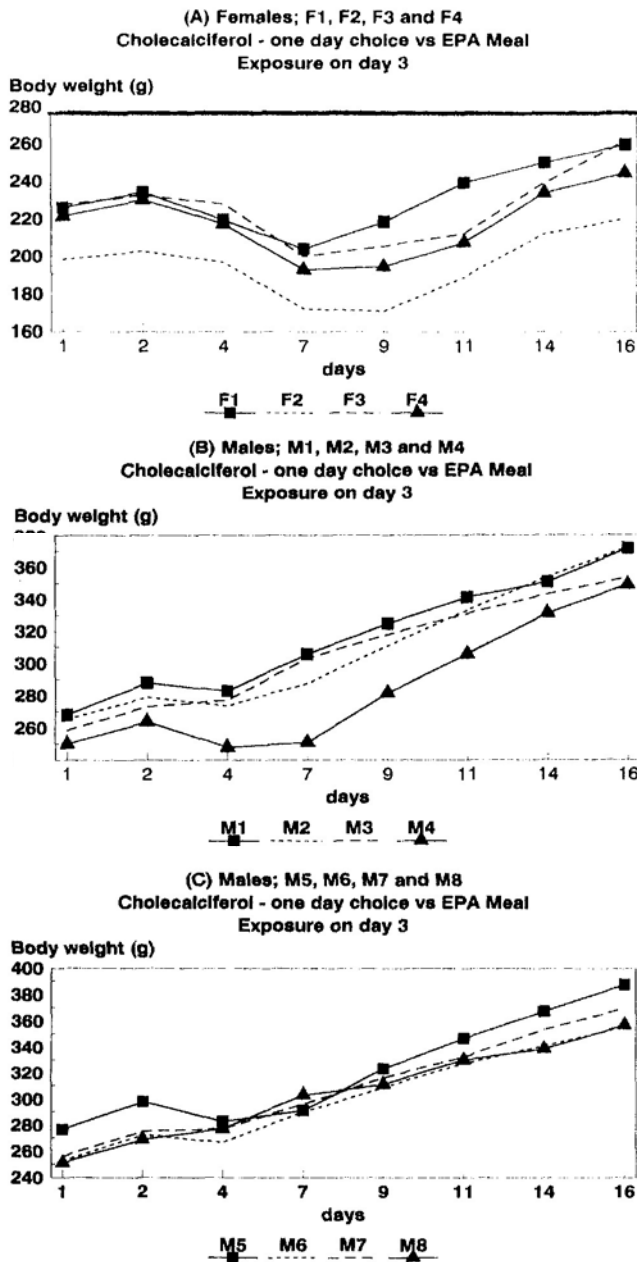 (A) Females; F1, F2, F3 and F4
Cholecalciferol - one day choice vs EPA Meal
Exposure on day 3
Body weight (g)
280
260
240
220
200
180
160
1 2 4 7 9 11 14 16
days
F1 F2 F3 F4
(B) Males; M1, M2, M3 and M4
Cholecalciferol - one day choice vs EPA Meal
Exposure on day 3
Body weight (g)
360
340
320
300
280
260
1 2 4 7 9 11 14 16
days
M1 M2 M3 M4
(C) Males; M5, M6, M7 and M8
Cholecalciferol - one day choice vs EPA Meal
Exposure on day 3
Body weight (g)
400
380
360
340
320
300
280
260
240
1 2 4 7 9 11 14 16
days
M5 M6 M7 M8